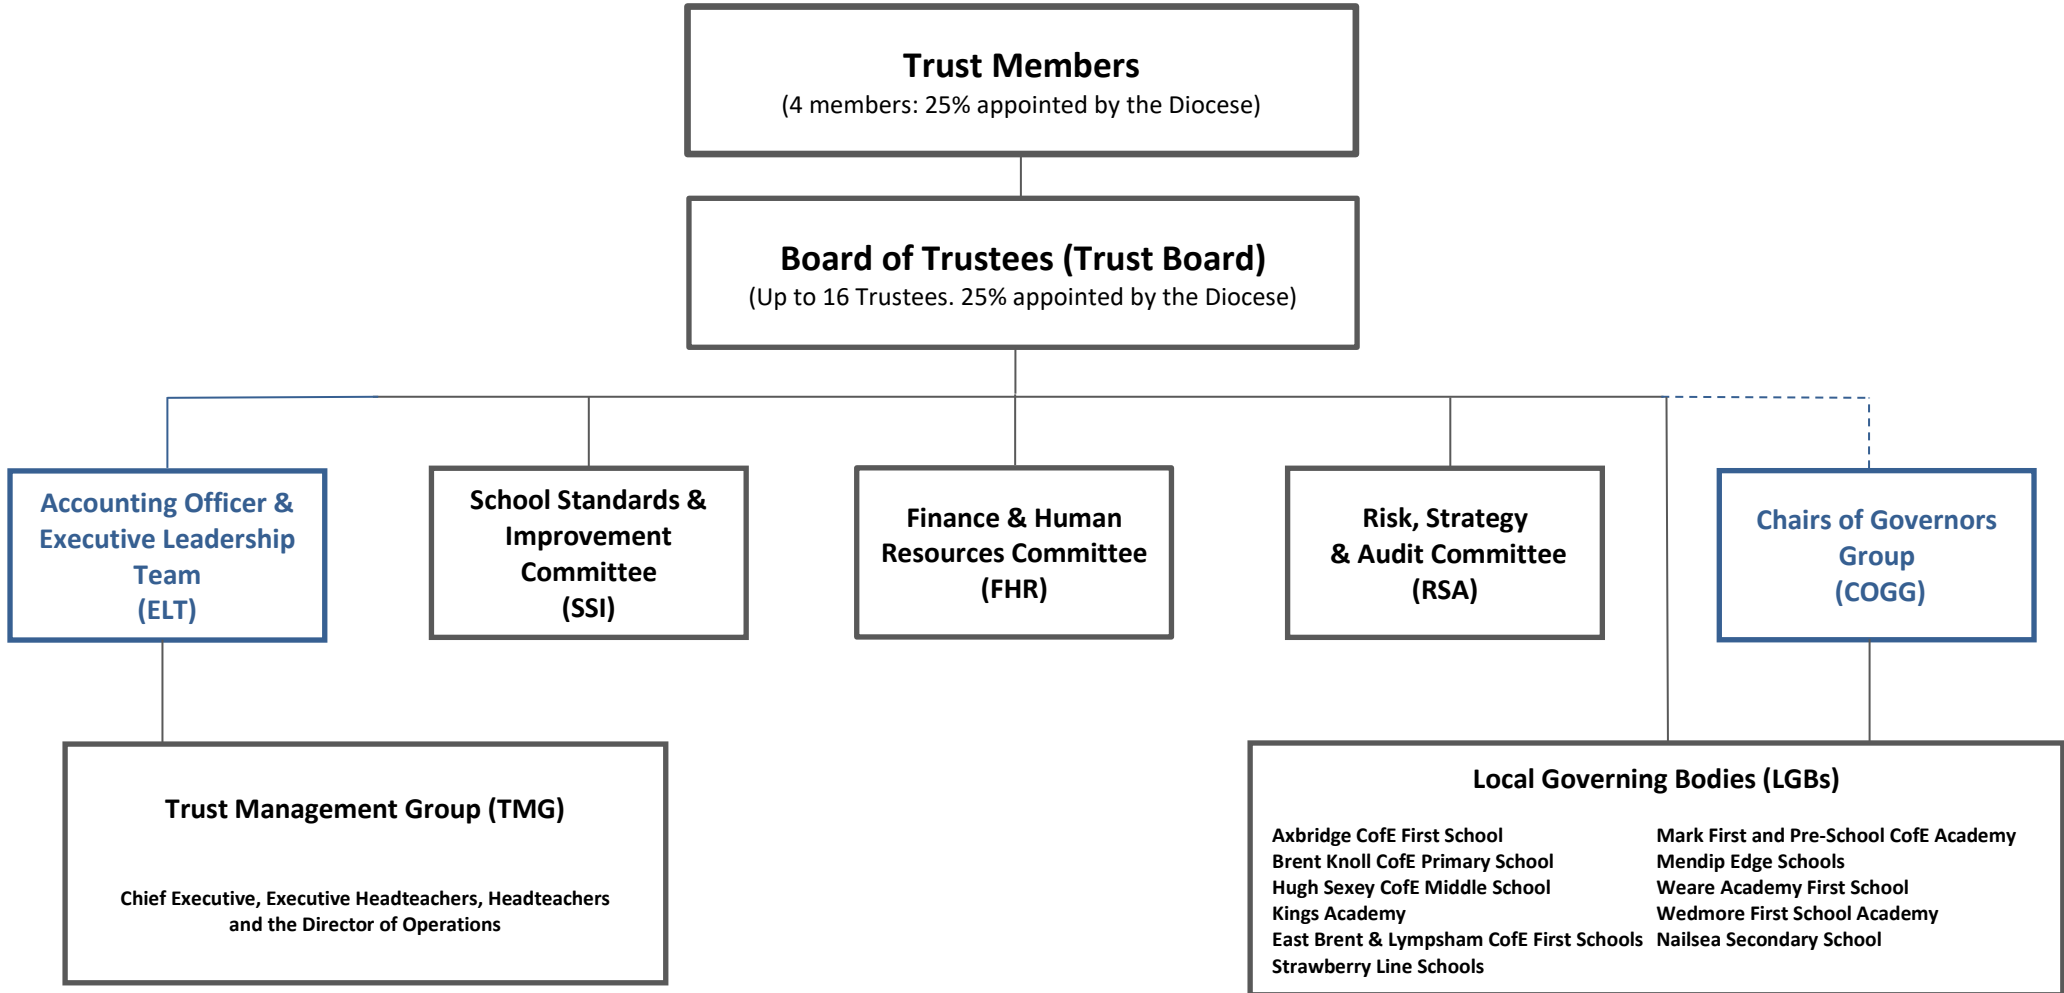 Trust Members
(4 members: 25% appointed by the Diocese)
Board of Trustees (Trust Board)
(Up to 16 Trustees. 25% appointed by the Diocese)
Accounting Officer &
Executive Leadership
Team
(ELT)
School Standards &
Improvement
Committee
(SSI)
Finance & Human
Resources Committee
(FHR)
Risk, Strategy
& Audit Committee
(RSA)
Chairs of Governors
Group
(COGG)
Trust Management Group (TMG)
Chief Executive, Executive Headteachers, Headteachers
and the Director of Operations
Local Governing Bodies (LGBs)
Axbridge CofE First School
Brent Knoll CofE Primary School
Hugh Sexey CofE Middle School
Kings Academy
East Brent & Lympsham CofE First Schools
Strawberry Line Schools
Mark First and Pre-School CofE Academy
Mendip Edge Schools
Weare Academy First School
Wedmore First School Academy
Nailsea Secondary School